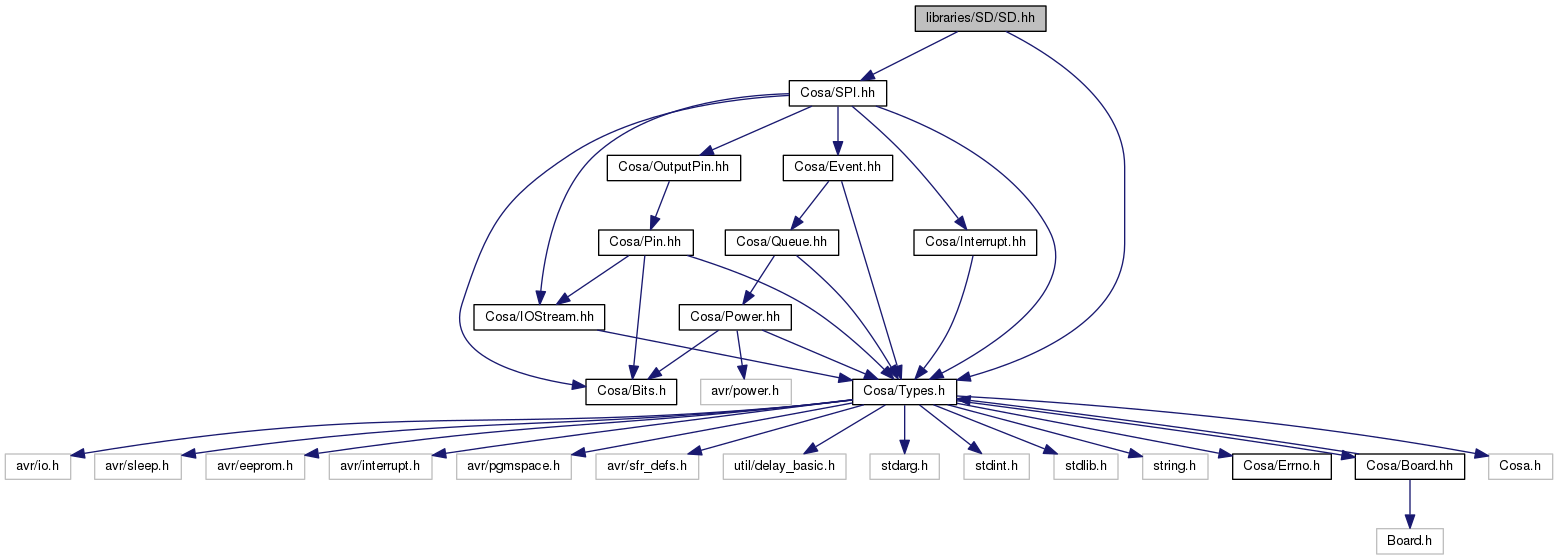 libraries/SD/SD.hh
Cosa/SPI.hh
Cosa/OutputPin.hh
Cosa/Event.hh
Cosa/Pin.hh
Cosa/Queue.hh
Cosa/Interrupt.hh
Cosa/IOStream.hh
Cosa/Power.hh
Cosa/Bits.h
avr/power.h
Cosa/Types.h
avr/io.h
avr/sleep.h
avr/eeprom.h
avr/interrupt.h
avr/pgmspace.h
avr/sfr_defs.h
util/delay_basic.h
stdarg.h
stdint.h
stdlib.h
string.h
Cosa/Errno.h
Cosa/Board.hh
Cosa.h
Board.h